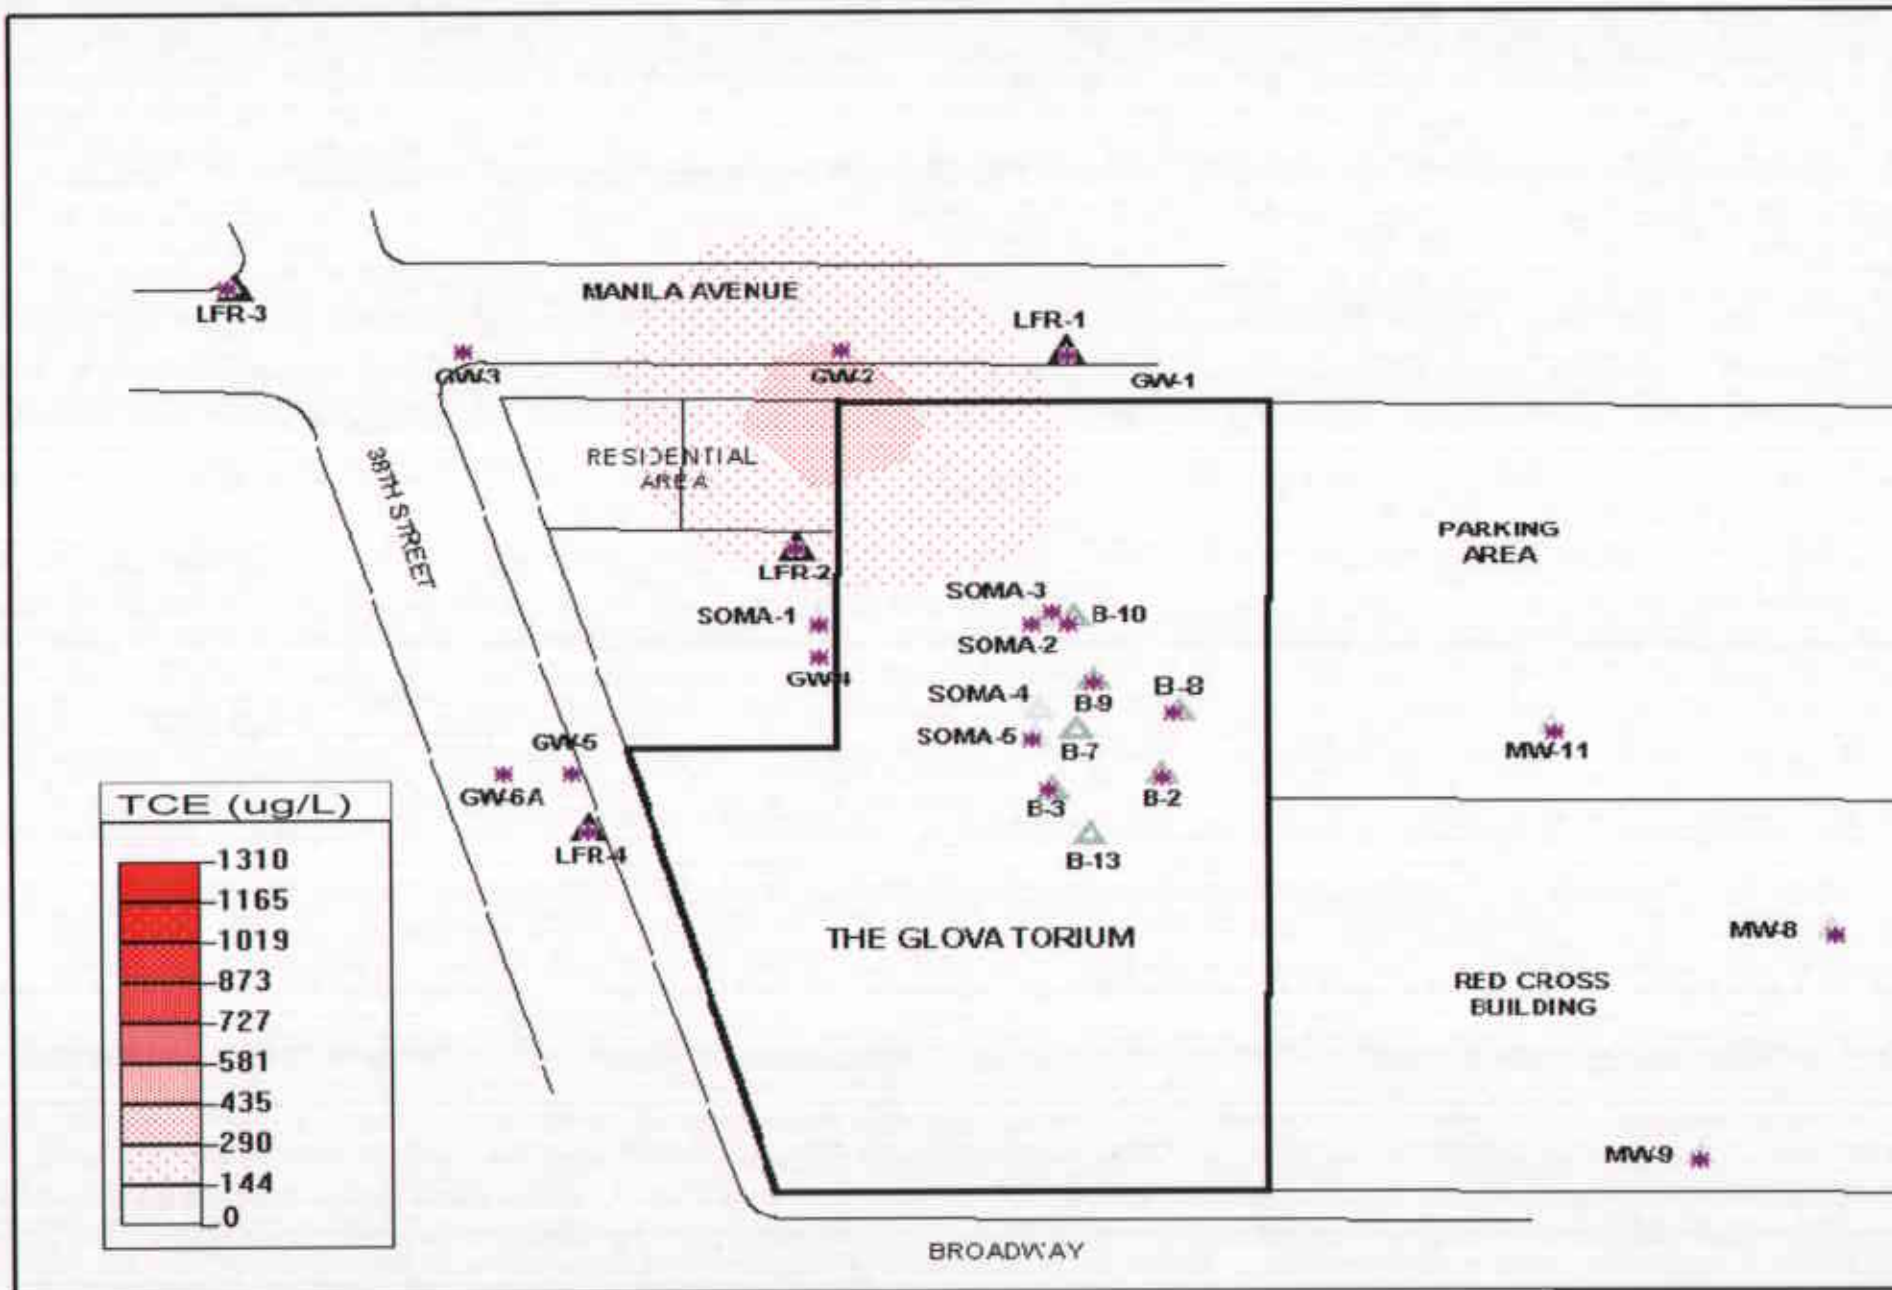 MANILA AVENUE
LFR-3
LFR-1
GW-3
GW-2
GW-1
38TH STREET
RESIDENTIAL
AREA
PARKING
AREA
LFR-2
SOMA-3
SOMA-1
B-10
SOMA-2
GW-4
SOMA-4
B-9
B-8
SOMA-5
B-7
MW-11
GW-5
GW-6A
B-3
B-2
LFR-4
B-13
THE GLOVATORIUM
MW-8
RED CROSS
BUILDING
MW-9
BROADWAY
TCE (ug/L)
1310
1165
1019
873
727
581
435
290
144
0